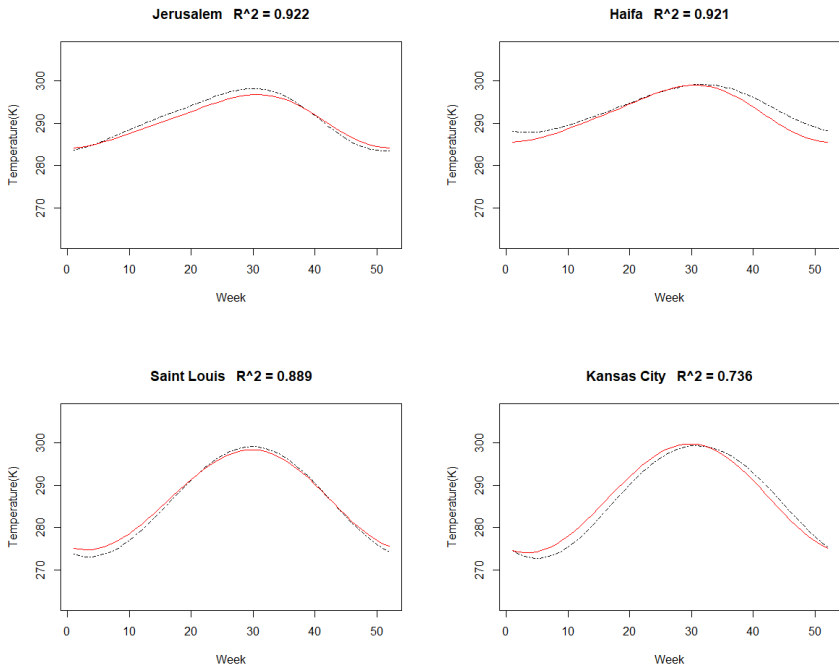 Jerusalem R^2 = 0.922
Temperature(K)
300
290
280
270
0 10 20 30 40 50
Week
Haifa R^2 = 0.921
Temperature(K)
300
290
280
270
0 10 20 30 40 50
Week
Saint Louis R^2 = 0.889
Temperature(K)
300
290
280
270
0 10 20 30 40 50
Week
Kansas City R^2 = 0.736
Temperature(K)
300
290
280
270
0 10 20 30 40 50
Week